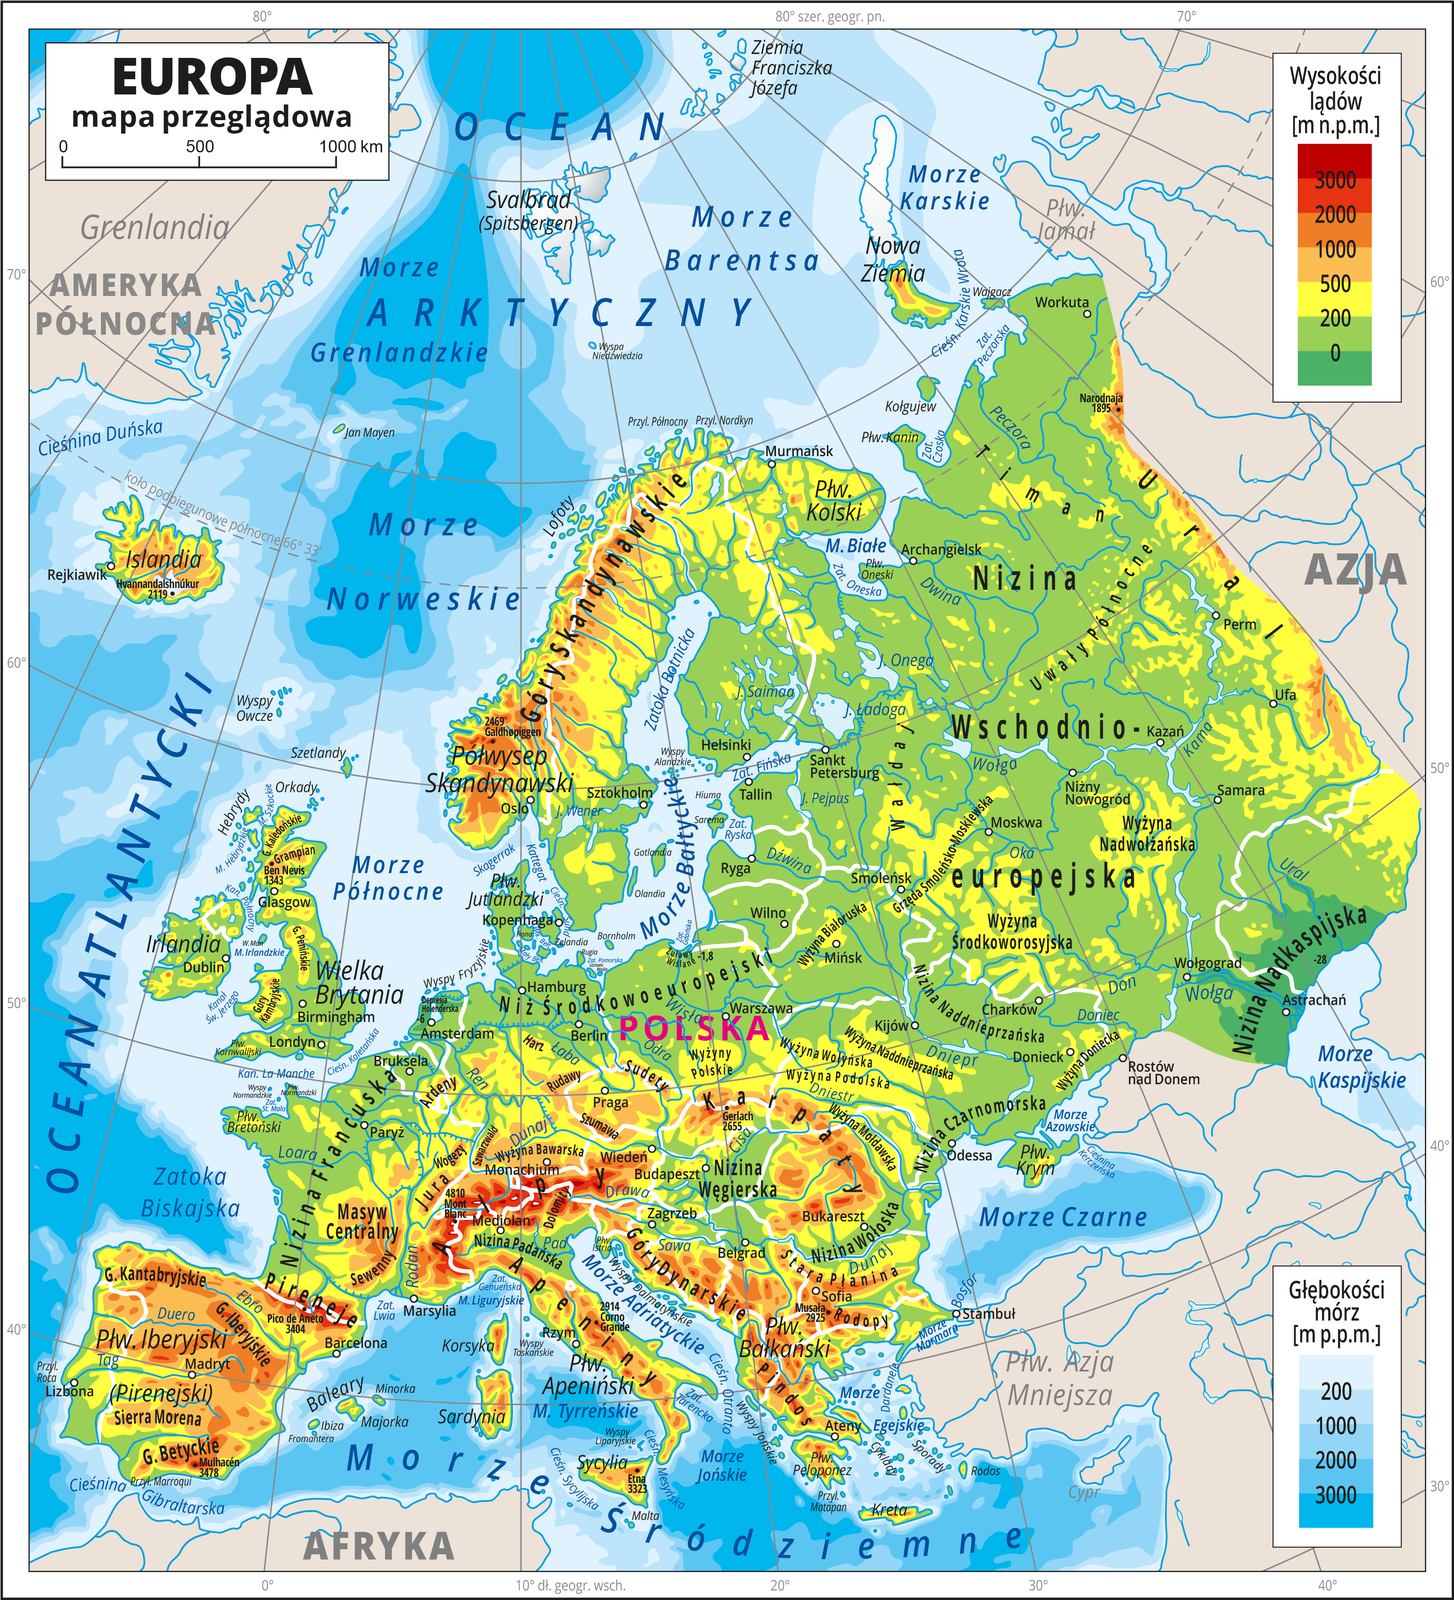 80°
80° szer. geogr. pn.
70°
EUROPA
mapa przeglądowa
0
500
1000 km
Wysokości
lądów
[m n.p.m.]
3000
2000
1000
500
200
0
Ziemia
Franciszka
Józefa
OCEAN
ARKTYCZNY
Svalbrad
(Spitsbergen)
Morze
Karskie
Morze
Barentsa
Nowa
Ziemia
Płw.
Jamał
Grenlandia
AMERYKA
PÓŁNOCNA
70°
60°
Morze
Grenlandzkie
Wyspa
Niedźwiedzia
Cieśn. Karskie Wrota
Wajgacz
Workuta
Zat.
Peczorska
Narodnaja
1895
Kołgujew
Płw. Kanin
Zat.
Czoska
Peczora
Timan
Ural
Cieśnina Duńska
Jan Mayen
Przyl. Północny
Przyl. Nordkyn
Murmańsk
Płw.
Kolski
koło podbiegunowe północne 66° 33'
Islandia
Rejkiawik
Hvannandalshnúkur
2119
Morze
Norweskie
Lofoty
Góry Skandynawskie
M. Białe
Płw.
Oneski
Zat. Oneska
Archangielsk
Dwina
Nizina
Wschodnio-
europejska
Uwały Północne
AZJA
Perm
Ufa
60°
50°
OCEAN ATLANTYCKI
Wyspy
Owcze
Szetlandy
Orkady
Hebrydy
M. Szkockie
M. Hebrydzkie
G. Kaledońskie
Grampian
Ben Nevis
1343
Glasgow
Kan. Północny
2469
Galdhøpiggen
Półwysep
Skandynawski
Oslo
J. Wener
Sztokholm
Zatoka Botnicka
J. Saimaa
J. Onega
J. Ładoga
Wyspy
Alandzkie
Helsinki
Zat. Fińska
Tallin
Sankt
Petersburg
J. Pejpus
Hiuma
Sarema
Zat.
Ryska
Ryga
Dźwina
Wałdaj
Wołga
Kazań
Kama
Niżny
Nowogród
Samara
Moskwa
Oka
Wyżyna
Nadwołżańska
Smoleńsk
Grzęda Smoleńsko-Moskiewska
Wyżyna
Środkoworosyjska
Ural
Morze
Północne
Skagerrak
Kattegat
Płw.
Jutlandzki
Kopenhaga
Zelandia
Bornholm
Rugia
Zat. Pomorska
Gotlandia
Olandia
Morze Bałtyckie
Zat.
Gdańska
Żuławy
Wiślane -1,8
Wilno
Wyżyna Białoruska
Mińsk
Irlandia
Dublin
W. Man
M. Irlandzkie
G. Penińskie
Wielka
Brytania
Góry
Kambryjskie
Kanał
Św. Jerzego
Birmingham
Londyn
Płw.
Kornwalijski
Kan. La Manche
Cieśn. Kaletańska
Wyspy
Normandzkie
Płw.
Normandzki
Zat.
St. Malo
Płw.
Bretoński
Wyspy Fryzyjskie
Depresja
Holenderska
-6
Amsterdam
Bruksela
Hamburg
Niż Środkowoeuropejski
Berlin
POLSKA
Warszawa
Wisła
Odra
Łaba
Harz
Ren
Ardeny
Rudawy
Sudety
Wyżyny
Polskie
Praga
Szumawa
Wyżyna Wołyńska
Wyżyna Podolska
Wyżyna Naddnieprzańska
Dniestr
Kijów
Nizina Naddnieprzańska
Dniepr
Charków
Don
Doniec
Donieck
Wyżyna Doniecka
Rostów
nad Donem
Wołgograd
Wołga
Astrachań
Nizina Nadkaspijska
-28
Morze
Kaspijskie
50°
40°
Zatoka
Biskajska
Loara
Paryż
Nizina Francuska
Wogezy
Szwarzwald
Dunaj
Wyżyna Bawarska
Monachium
Jura
Alpy
4810
Mont
Blanc
Mediolan
Dolomity
Nizina Padańska
Pad
Masyw
Centralny
Sewenny
Rodan
Marsylia
Zat.
Lwia
Wiedeń
Budapeszt
Drawa
Zagrzeb
Sawa
Nizina
Węgierska
Cisa
Karpaty
Gerlach
2655
Wyżyna Mołdawska
Nizina Czarnomorska
Odessa
Płw.
Krym
Morze
Azowskie
Cieśnina
Kerczeńska
Morze Czarne
Bukareszt
Nizina Wołoska
Dunaj
Belgrad
Stara Płanina
Sofia
Musała
2925
Rodopy
Płw.
Bałkański
Góry Dynarskie
Wyspy Dalmatyńskie
Płw.
Istria
Morze Adriatyckie
Apeniny
Zat.
Genueńska
M. Liguryjskie
2914
Corno
Grande
Rzym
Korsyka
Wyspy
Toskańskie
Płw.
Apeniński
Sardynia
M. Tyrreńskie
Zat.
Tarencka
Cieśn. Otranto
Wyspy
Liparyjskie
Sycylia
Etna
3323
Cieśn. Sycylijska
Cieśn.
Mesyńska
Malta
Morze
Jońskie
Wyspy Jońskie
Pindos
Ateny
Płw.
Peloponez
Przyl.
Matapan
Kreta
Cyklady
Sporady
Rodos
Morze
Egejskie
Dardanele
Morze
Marmara
Bosfor
Stambuł
Płw. Azja
Mniejsza
Cypr
G. Kantabryjskie
Pireneje
Pico de Aneto
3404
Ebro
Duero
G. Iberyjskie
Płw. Iberyjski
(Pirenejski)
Madryt
Tag
Przyl.
Roca
Lizbona
Sierra Morena
G. Betyckie
Mulhacén
3478
Barcelona
Baleary
Minorka
Majorka
Ibiza
Fromantera
Przyl. Marroqui
Cieśnina
Gibraltarska
Morze Śródziemne
AFRYKA
Głębokości
mórz
[m p.p.m.]
200
1000
2000
3000
40°
30°
0°
10° dł. geogr. wsch.
20°
30°
40°